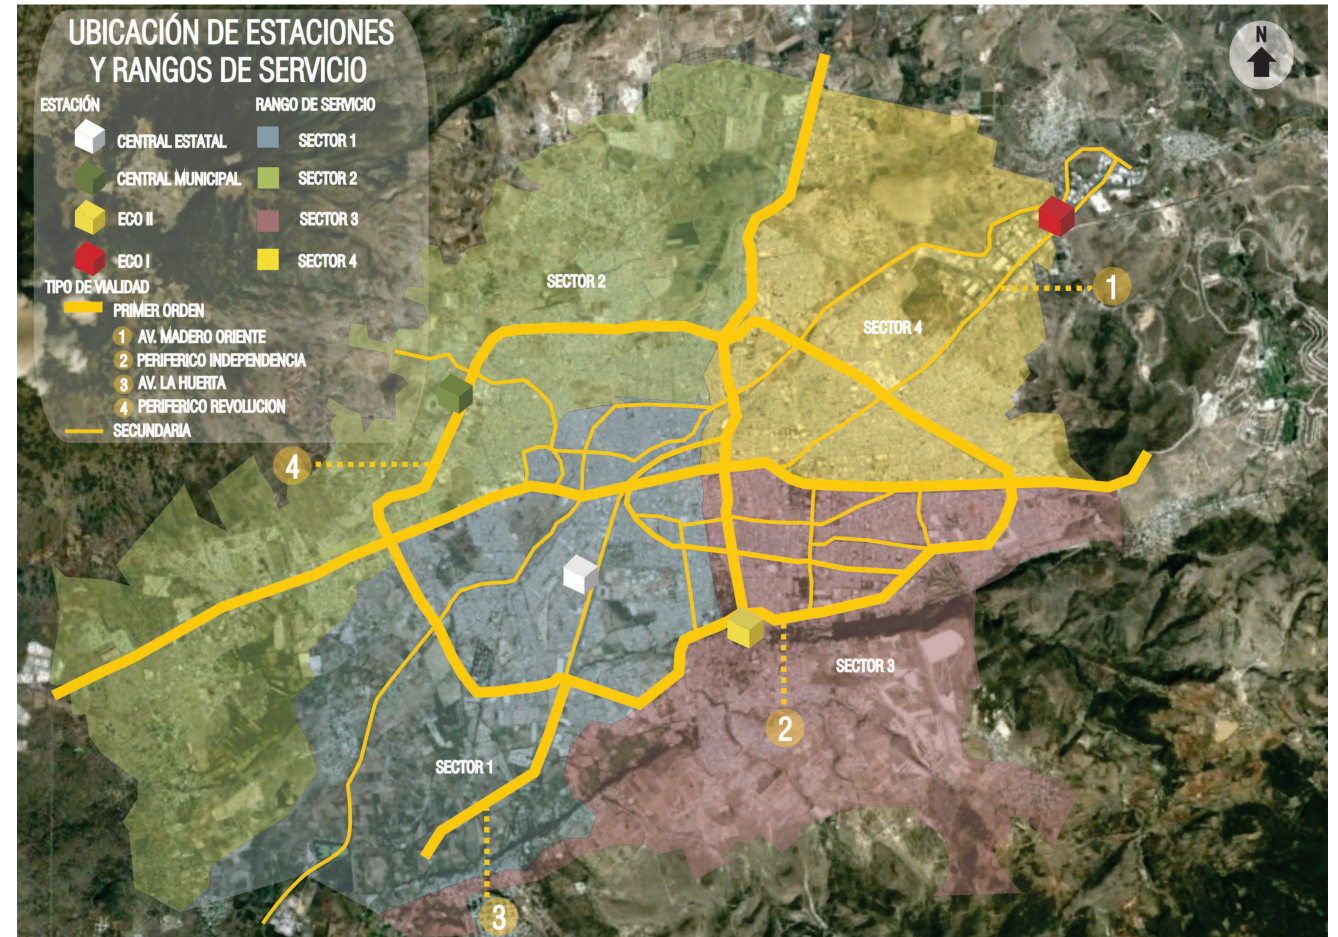 UBICACIÓN DE ESTACIONES
Y RANGOS DE SERVICIO
ESTACIÓN
CENTRAL ESTATAL
CENTRAL MUNICIPAL
ECO II
ECO I
RANGO DE SERVICIO
SECTOR 1
SECTOR 2
SECTOR 3
SECTOR 4
TIPO DE VIALIDAD
PRIMER ORDEN
1 AV. MADERO ORIENTE
2 PERIFERICO INDEPENDENCIA
3 AV. LA HUERTA
4 PERIFERICO REVOLUCION
SECUNDARIA
N
SECTOR 2
1
SECTOR 4
4
SECTOR 3
2
SECTOR 1
3